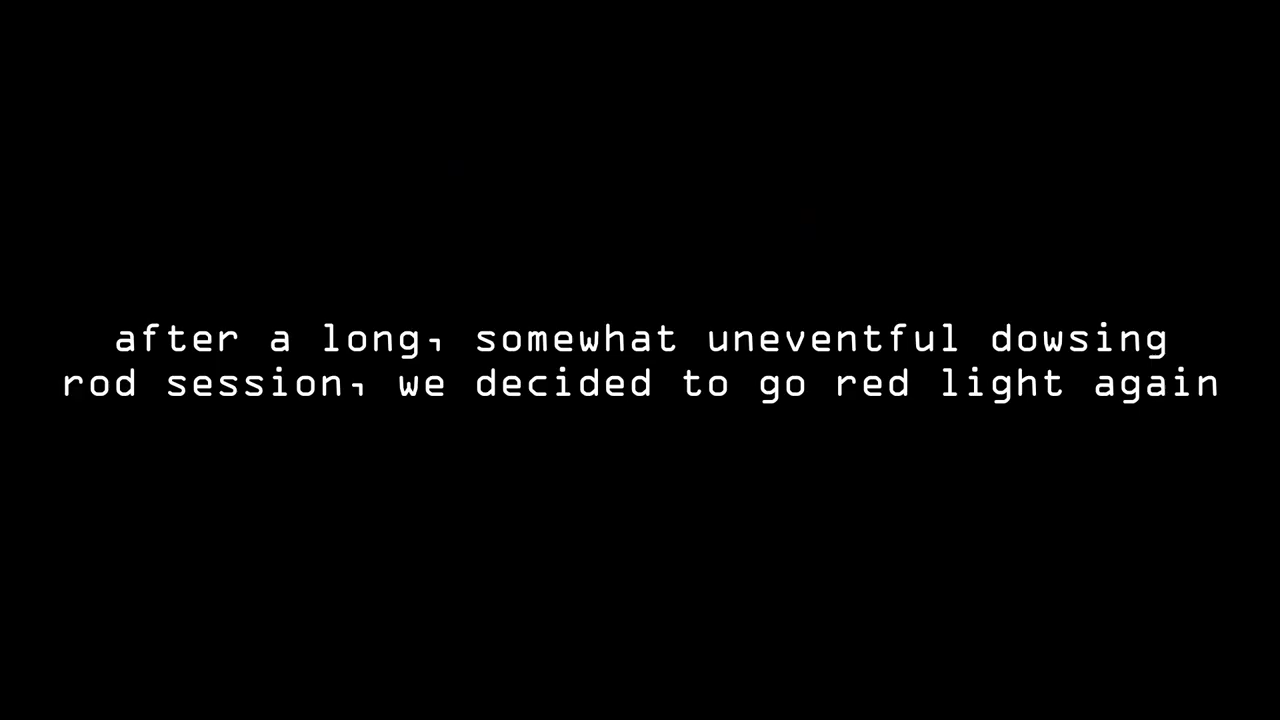 after a long, somewhat uneventful dowsing
rod session, we decided to go red light again